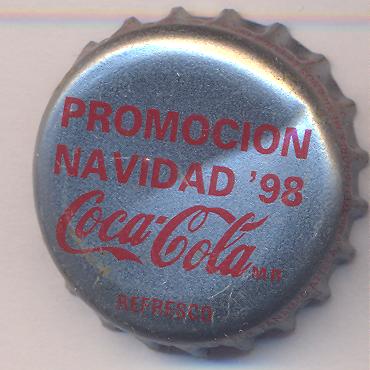 PROMOCION
NAVIDAD '98
Coca-Cola M.R.
REFRESCO